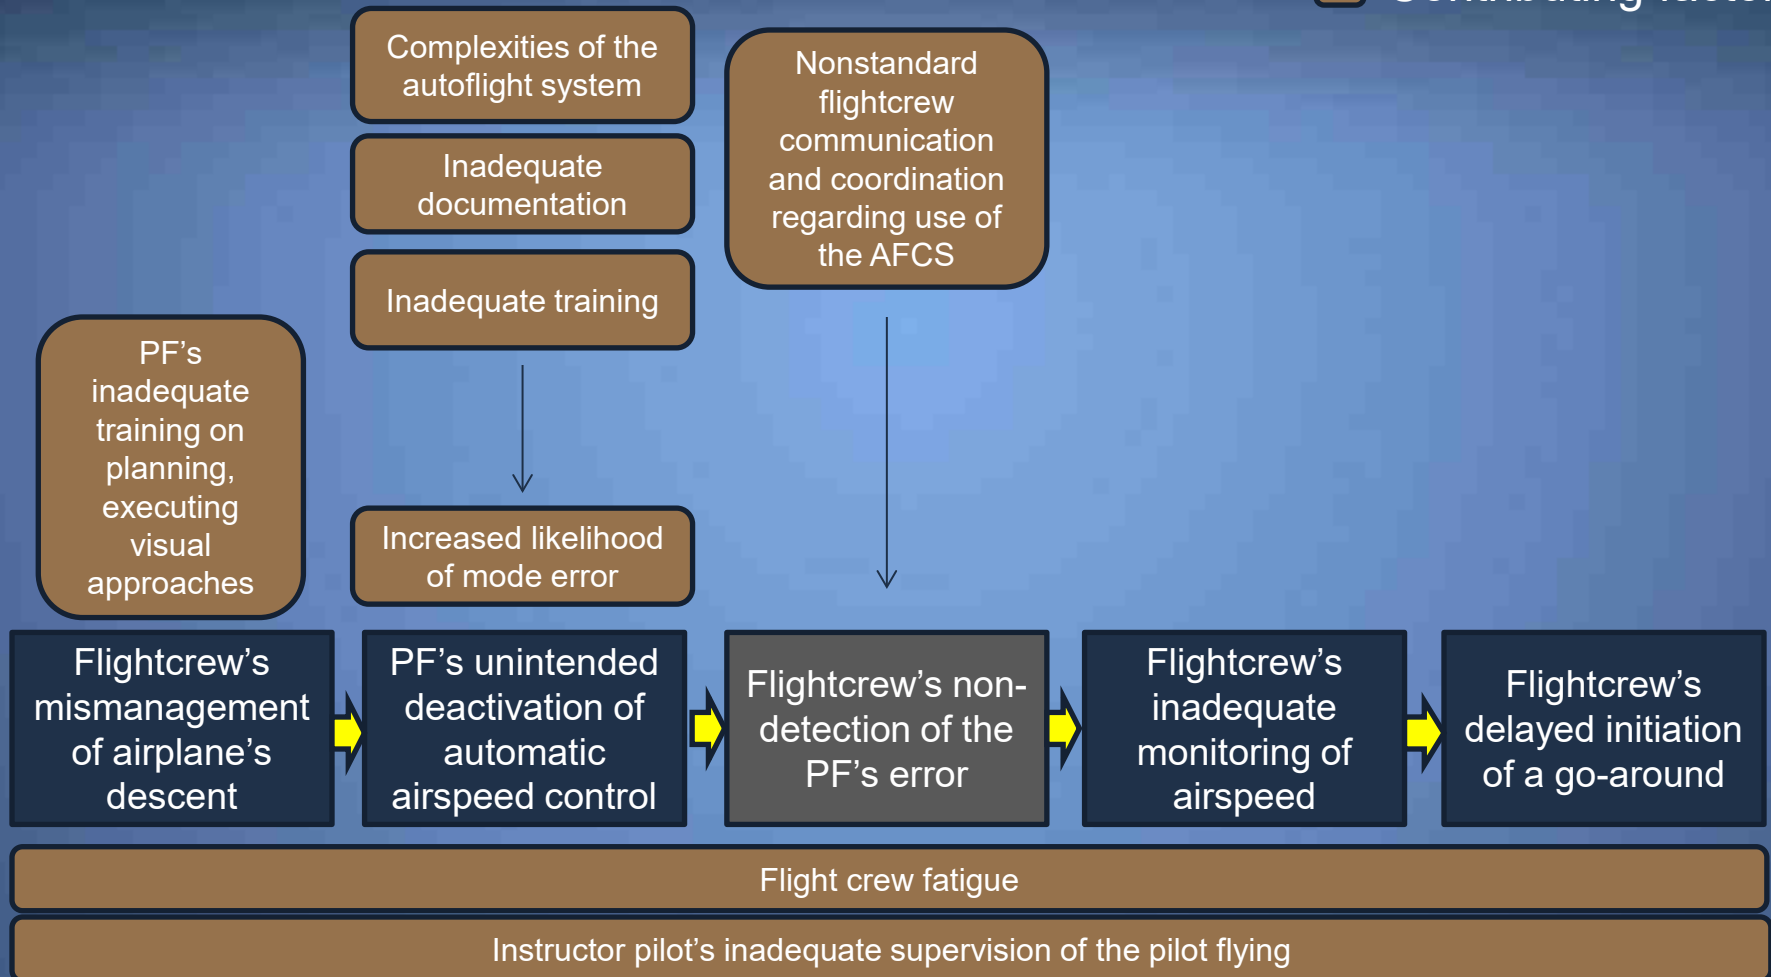 Contributing factor
Complexities of the
autoflight system
Inadequate
documentation
Inadequate training
Nonstandard
flightcrew
communication
and coordination
regarding use of
the AFCS
PF’s
inadequate
training on
planning,
executing
visual
approaches
Increased likelihood
of mode error
Flightcrew’s
mismanagement
of airplane’s
descent
PF’s unintended
deactivation of
automatic
airspeed control
Flightcrew’s non-
detection of the
PF’s error
Flightcrew’s
inadequate
monitoring of
airspeed
Flightcrew’s
delayed initiation
of a go-around
Flight crew fatigue
Instructor pilot’s inadequate supervision of the pilot flying